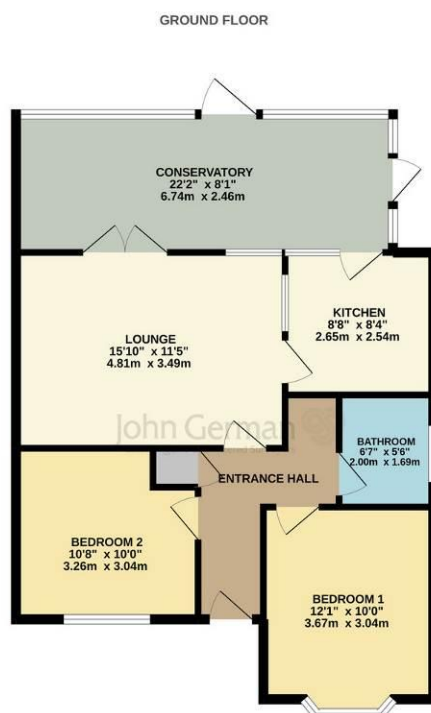 GROUND FLOOR
CONSERVATORY
22'2" x 8'1"
6.74m x 2.46m
LOUNGE
15'10" x 11'5"
4.81m x 3.49m
KITCHEN
8'8" x 8'4"
2.65m x 2.54m
John German
BATHROOM
6'7" x 5'6"
2.00m x 1.69m
ENTRANCE HALL
BEDROOM 2
10'8" x 10'0"
3.26m x 3.04m
BEDROOM 1
12'1" x 10'0"
3.67m x 3.04m